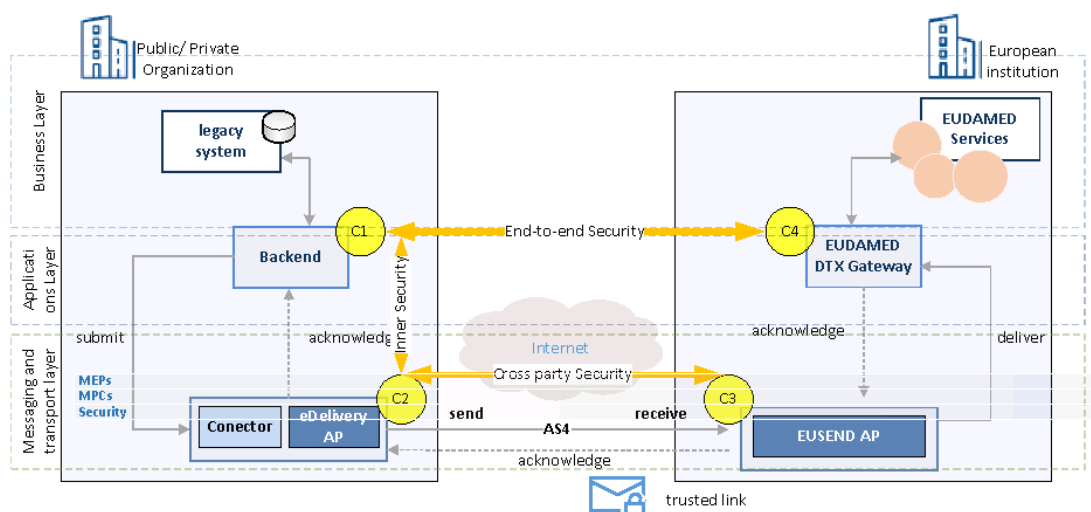 Public/ Private
Organization
European
institution
Business Layer
legacy
system
EUDAMED
Services
C1
End-to-end Security
C4
Backend
EUDAMED
DTX Gateway
Applicati
ons Layer
Inner Security
submit
acknowledge
Internet
acknowledge
deliver
Messaging and
transport layer
MEPs
MPCs
Security
Cross party Security
C2
C3
Conector
eDelivery
AP
send
receive
AS4
EUSEND AP
acknowledge
trusted link